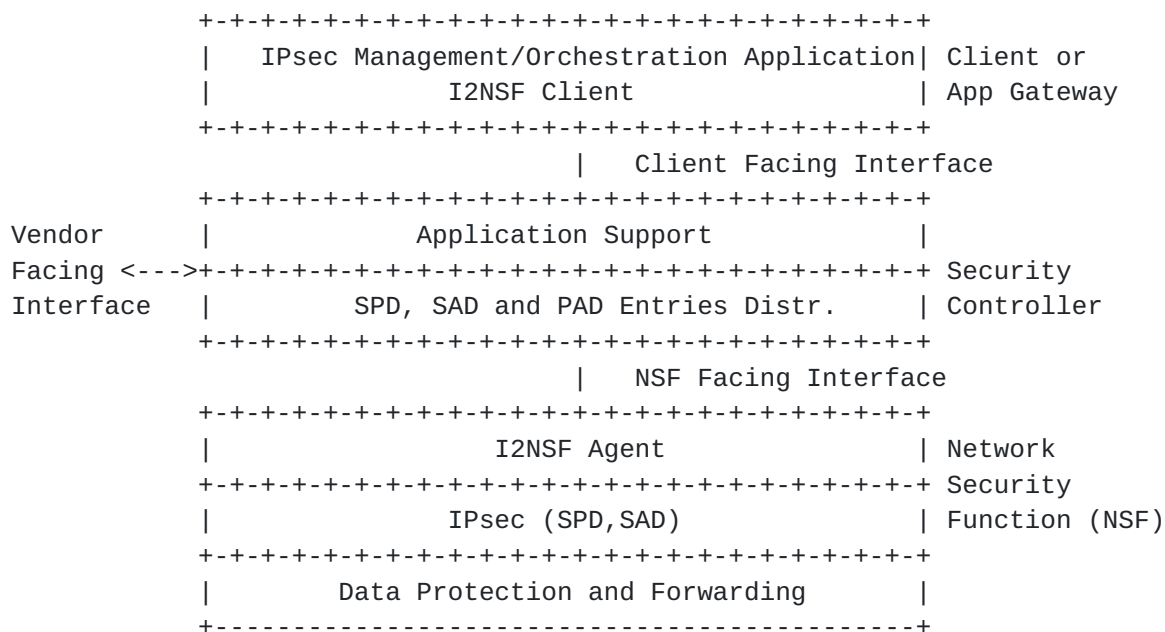 +-+-+-+-+-+-+-+-+-+-+-+-+-+-+-+-+-+-+-+-+-+-+-+
| IPsec Management/Orchestration Application| Client or
| I2NSF Client | App Gateway
+-+-+-+-+-+-+-+-+-+-+-+-+-+-+-+-+-+-+-+-+-+-+-+
| Client Facing Interface
+-+-+-+-+-+-+-+-+-+-+-+-+-+-+-+-+-+-+-+-+-+-+-+
Vendor | Application Support |
Facing <--->+-+-+-+-+-+-+-+-+-+-+-+-+-+-+-+-+-+-+-+-+-+-+-+ Security
Interface | SPD, SAD and PAD Entries Distr. | Controller
+-+-+-+-+-+-+-+-+-+-+-+-+-+-+-+-+-+-+-+-+-+-+-+
| NSF Facing Interface
+-+-+-+-+-+-+-+-+-+-+-+-+-+-+-+-+-+-+-+-+-+-+-+
| I2NSF Agent | Network
+-+-+-+-+-+-+-+-+-+-+-+-+-+-+-+-+-+-+-+-+-+-+-+ Security
| IPsec (SPD,SAD) | Function (NSF)
+-+-+-+-+-+-+-+-+-+-+-+-+-+-+-+-+-+-+-+-+-+-+-+
| Data Protection and Forwarding |
+---------------------------------------------+